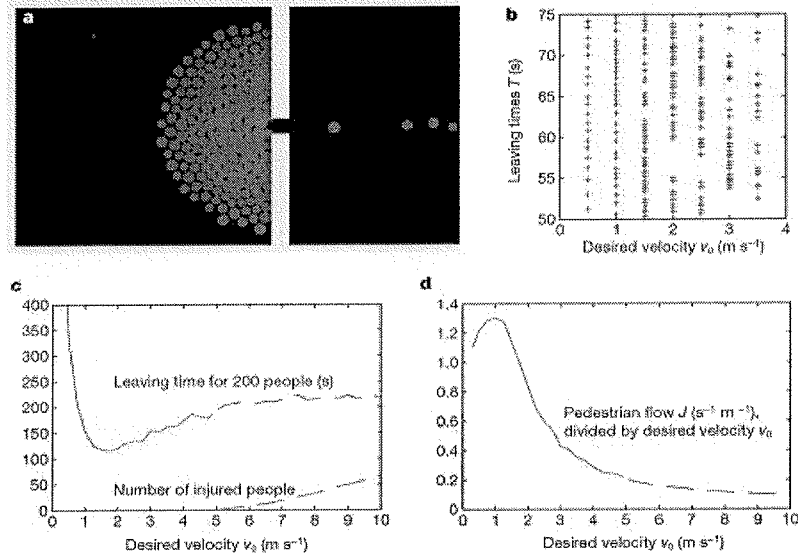 a
b
75
70
65
60
55
50
Leaving times T (s)
0 1 2 3 4
Desired velocity v₀ (m s⁻¹)
c
400
350
300
250
200
150
100
50
0
Leaving time for 200 people (s)
Number of injured people
0 1 2 3 4 5 6 7 8 9 10
Desired velocity v₀ (m s⁻¹)
d
1.4
1.2
1.0
0.8
0.6
0.4
0.2
0
Pedestrian flow J (s⁻¹ m⁻¹),
divided by desired velocity v₀
0 1 2 3 4 5 6 7 8 9 10
Desired velocity v₀ (m s⁻¹)